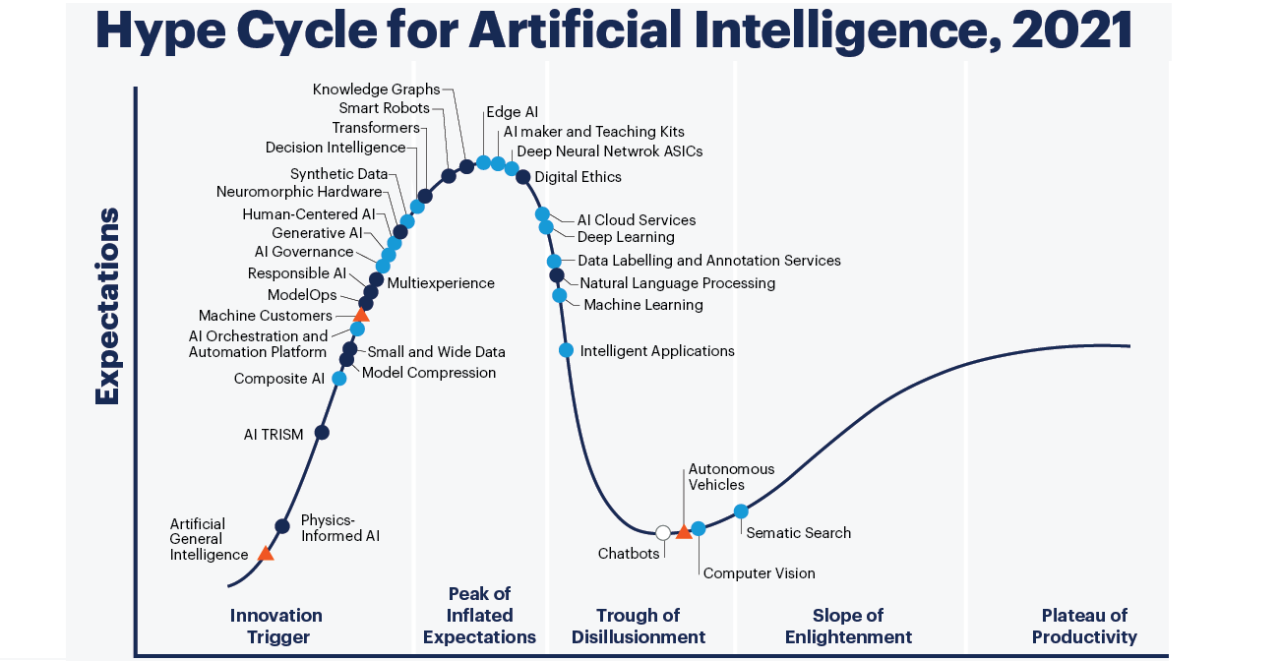 Hype Cycle for Artificial Intelligence, 2021
Expectations
Knowledge Graphs
Smart Robots
Transformers
Decision Intelligence
Synthetic Data
Neuromorphic Hardware
Human-Centered AI
Generative AI
AI Governance
Responsible AI
Multiexperience
ModelOps
Machine Customers
AI Orchestration and
Automation Platform
Small and Wide Data
Model Compression
Composite AI
AI TRISM
Physics-
Informed AI
Artificial
General
Intelligence
Edge AI
AI maker and Teaching Kits
Deep Neural Netwrok ASICs
Digital Ethics
AI Cloud Services
Deep Learning
Data Labelling and Annotation Services
Natural Language Processing
Machine Learning
Intelligent Applications
Autonomous
Vehicles
Chatbots
Sematic Search
Computer Vision
Innovation
Trigger
Peak of
Inflated
Expectations
Trough of
Disillusionment
Slope of
Enlightenment
Plateau of
Productivity